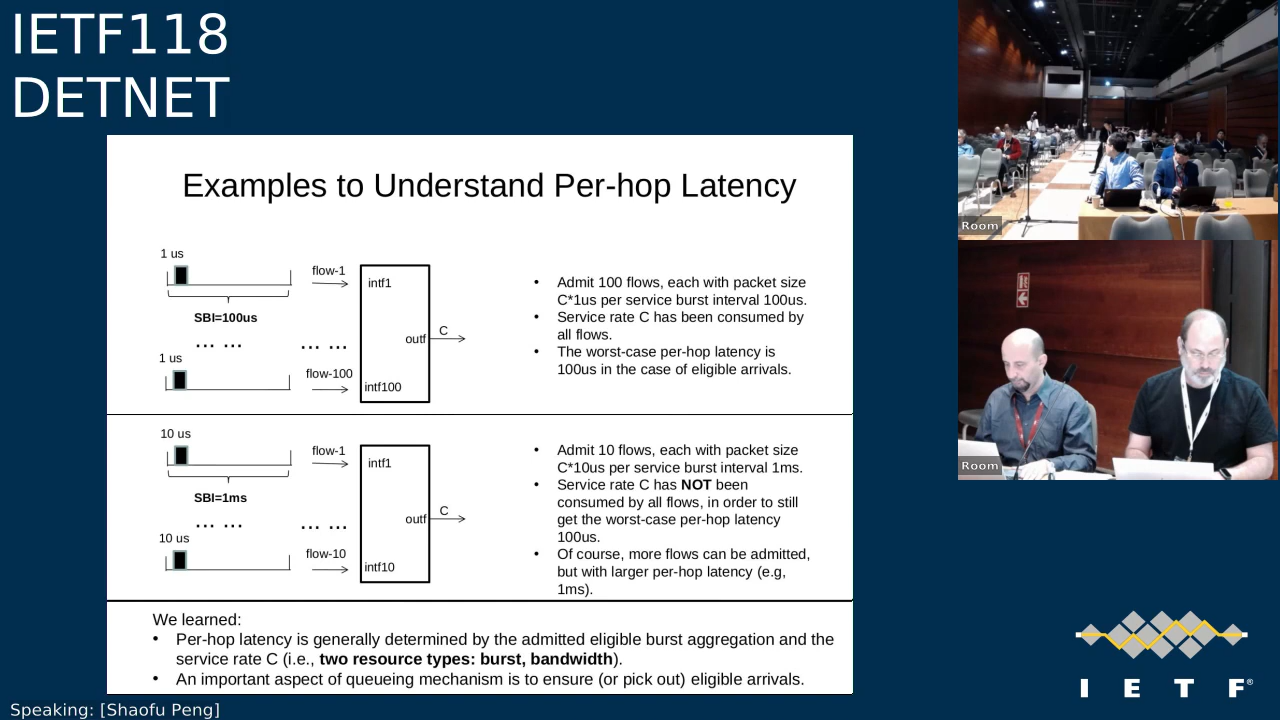 IETF118
DETNET
Examples to Understand Per-hop Latency
1 us
SBI=100us
... ...
1 us
flow-1
... ...
flow-100
intf1
outf
intf100
C
• Admit 100 flows, each with packet size
C*1us per service burst interval 100us.
• Service rate C has been consumed by
all flows.
• The worst-case per-hop latency is
100us in the case of eligible arrivals.
10 us
SBI=1ms
... ...
10 us
flow-1
... ...
flow-10
intf1
outf
intf10
C
• Admit 10 flows, each with packet size
C*10us per service burst interval 1ms.
• Service rate C has NOT been
consumed by all flows, in order to still
get the worst-case per-hop latency
100us.
• Of course, more flows can be admitted,
but with larger per-hop latency (e.g,
1ms).
We learned:
• Per-hop latency is generally determined by the admitted eligible burst aggregation and the
service rate C (i.e., two resource types: burst, bandwidth).
• An important aspect of queueing mechanism is to ensure (or pick out) eligible arrivals.
Room
Room
I E T F®
Speaking: [Shaofu Peng]